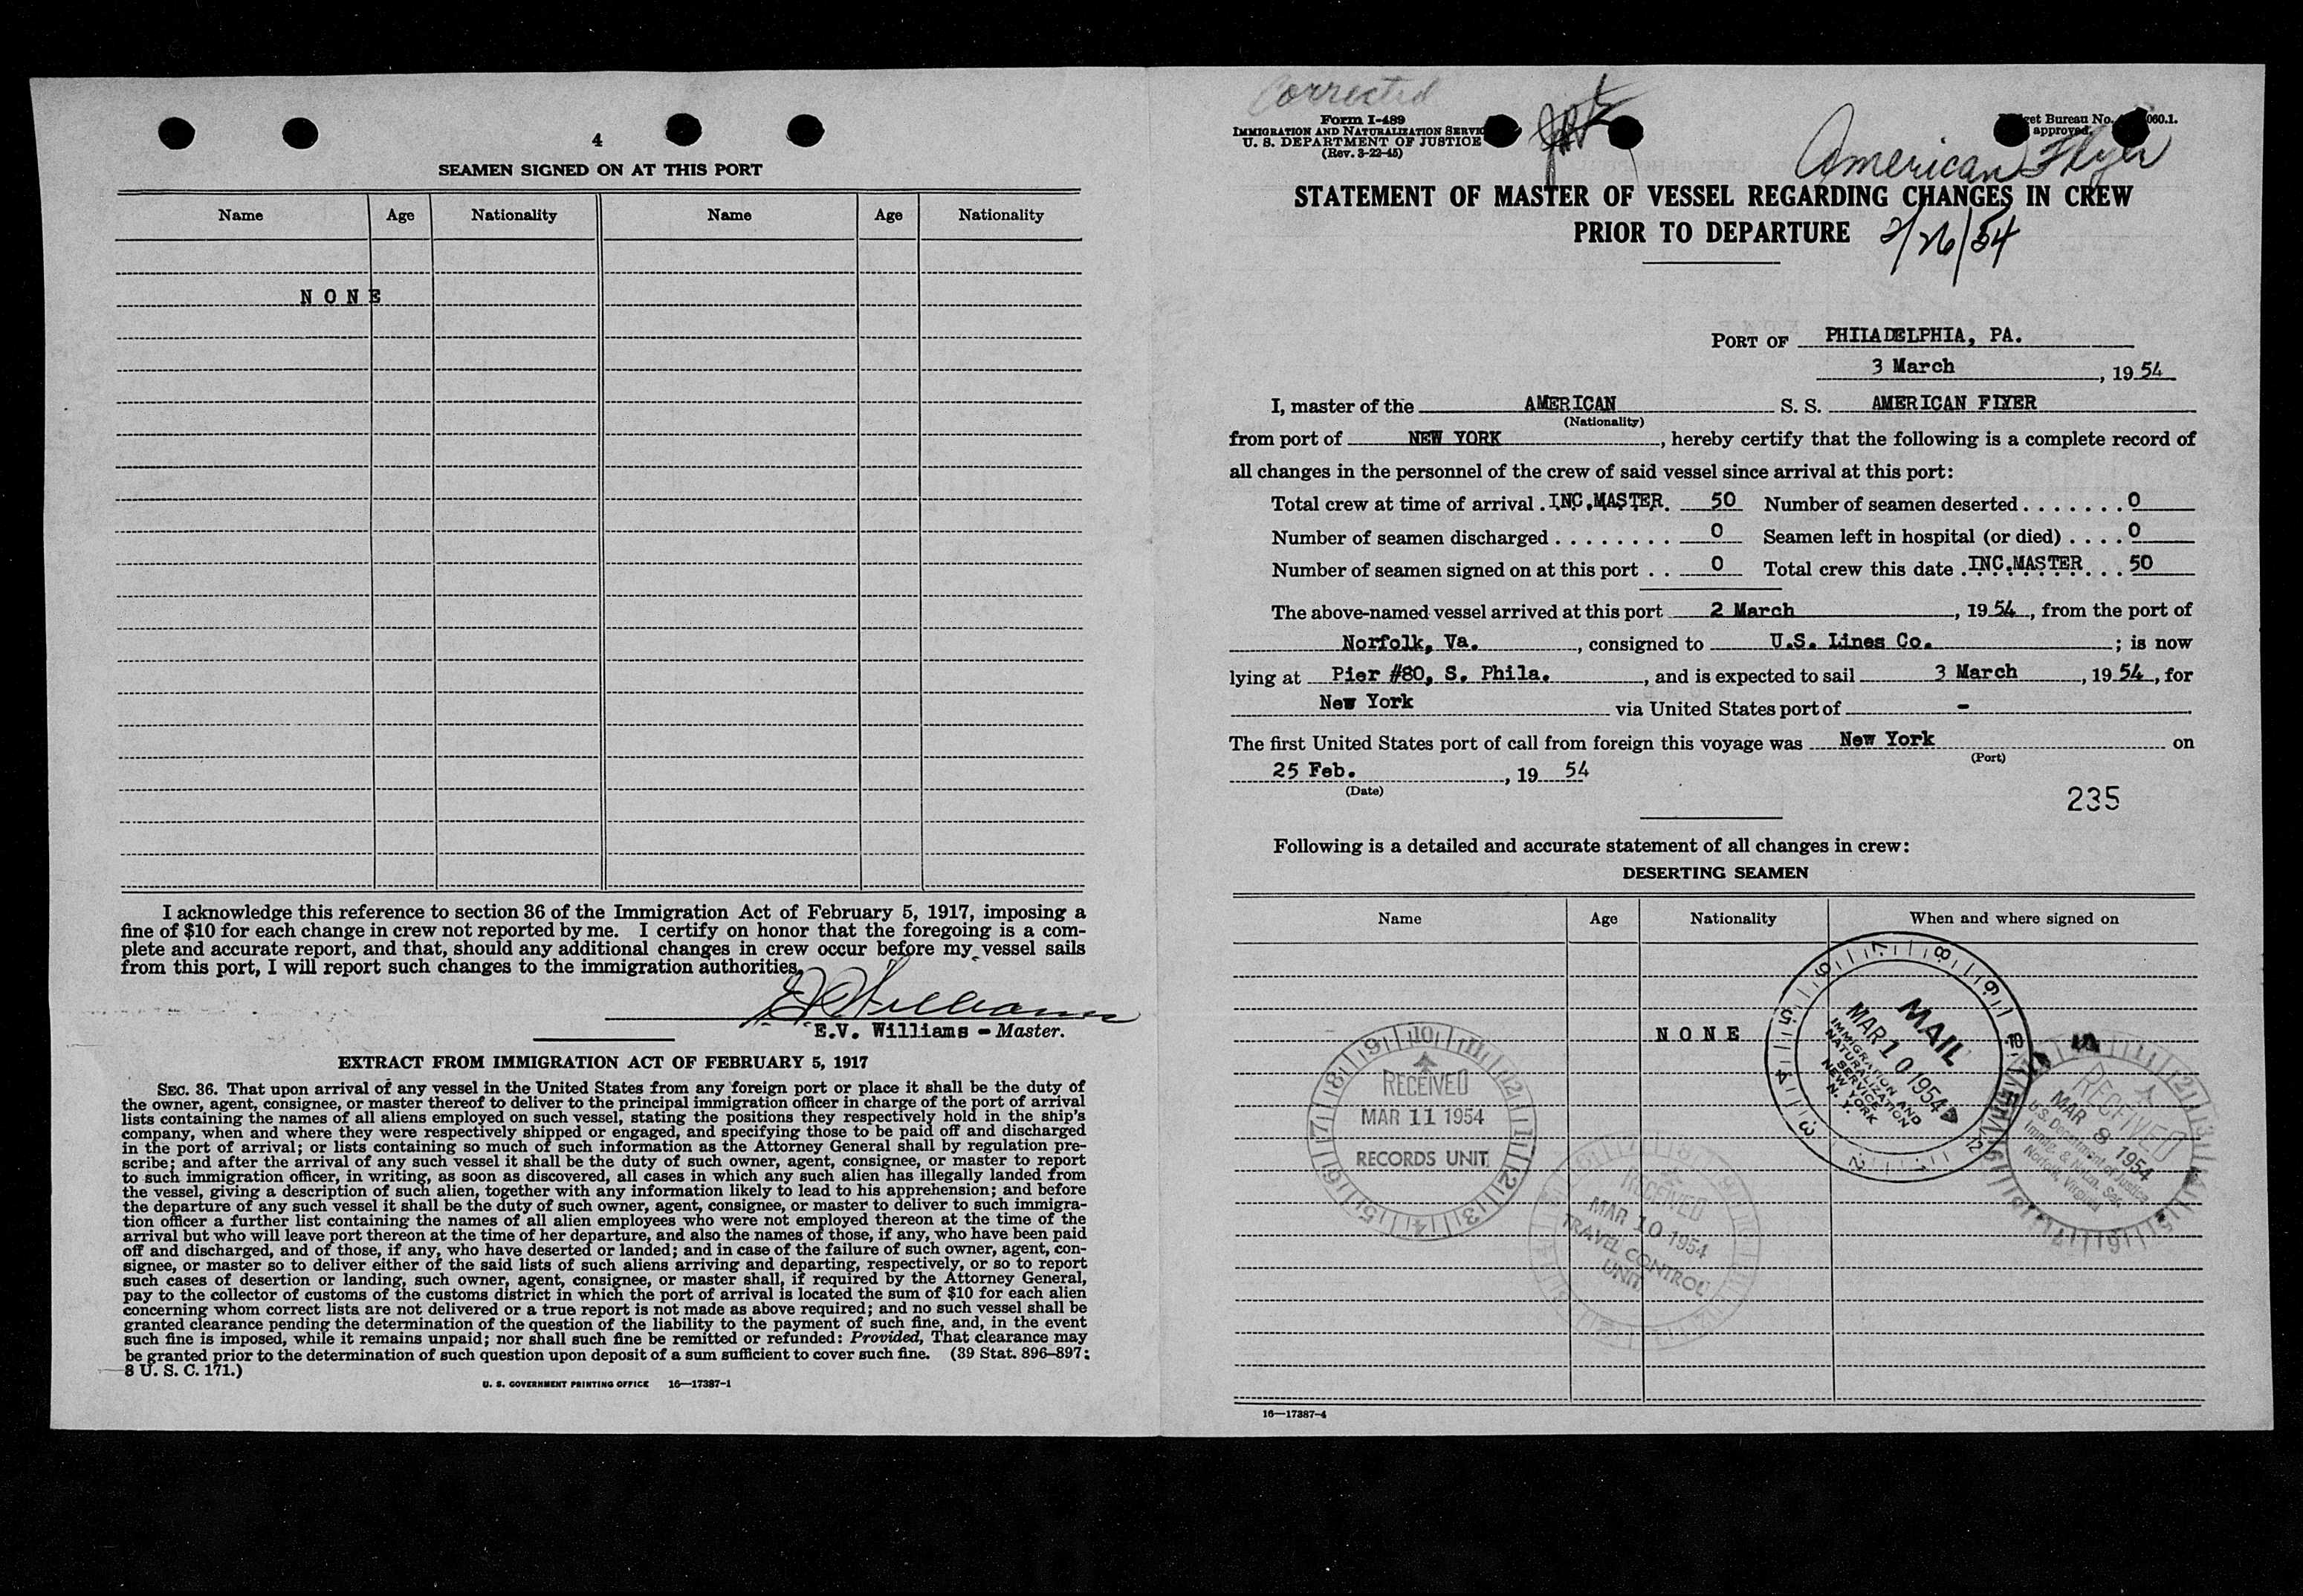 4
SEAMEN SIGNED ON AT THIS PORT
Name Age Nationality Name Age Nationality
NONE
I acknowledge this reference to section 36 of the Immigration Act of February 5, 1917, imposing a
fine of $10 for each change in crew not reported by me. I certify on honor that the foregoing is a com-
plete and accurate report, and that, should any additional changes in crew occur before my vessel sails
from this port, I will report such changes to the immigration authorities.
E.V. Williams
E.V. Williams - Master.
EXTRACT FROM IMMIGRATION ACT OF FEBRUARY 5, 1917
SEC. 36. That upon arrival of any vessel in the United States from any foreign port or place it shall be the duty of
the owner, agent, consignee, or master thereof to deliver to the principal immigration officer in charge of the port of arrival
lists containing the names of all aliens employed on such vessel, stating the positions they respectively hold in the ship's
company, when and where they were respectively shipped or engaged, and specifying those to be paid off and discharged
in the port of arrival; or lists containing so much of such information as the Attorney General shall by regulation pre-
scribe; and after the arrival of any such vessel it shall be the duty of such owner, agent, consignee, or master to report
to such immigration officer, in writing, as soon as discovered, all cases in which any such alien has illegally landed from
the vessel, giving a description of such alien, together with any information likely to lead to his apprehension; and before
the departure of any such vessel it shall be the duty of such owner, agent, consignee, or master to deliver to such immigra-
tion officer a further list containing the names of all alien employees who were not employed thereon at the time of the
arrival but who will leave port thereon at the time of her departure, and also the names of those, if any, who have been paid
off and discharged, and of those, if any, who have deserted or landed; and in case of the failure of such owner, agent, con-
signee, or master so to deliver either of the said lists of such aliens arriving and departing, respectively, or so to report
such cases of desertion or landing, such owner, agent, consignee, or master shall, if required by the Attorney General,
pay to the collector of customs of the customs district in which the port of arrival is located the sum of $10 for each alien
concerning whom correct lists are not delivered or a true report is not made as above required; and no such vessel shall be
granted clearance pending the determination of the question of the liability to the payment of such fine, and, in the event
such fine is imposed, while it remains unpaid; nor shall such fine be remitted or refunded: Provided, That clearance may
be granted prior to the determination of such question upon deposit of a sum sufficient to cover such fine. (39 Stat. 896-897;
8 U. S. C. 171.)
U. S. GOVERNMENT PRINTING OFFICE 16—17387-1
Corrected
Form I-489
IMMIGRATION AND NATURALIZATION SERVIC
U. S. DEPARTMENT OF JUSTICE
(Rev. 3-22-45)
get Bureau No. 060.1.
approved.
American Flyer
STATEMENT OF MASTER OF VESSEL REGARDING CHANGES IN CREW
PRIOR TO DEPARTURE 2/26/54
PORT OF PHILADELPHIA, PA.
3 March, 1954
I, master of the AMERICAN S. S. AMERICAN FLYER
(Nationality)
from port of NEW YORK, hereby certify that the following is a complete record of
all changes in the personnel of the crew of said vessel since arrival at this port:
Total crew at time of arrival . INC.MASTER. 50 Number of seamen deserted . . . . . . . 0
Number of seamen discharged . . . . . . . . 0 Seamen left in hospital (or died) . . . . 0
Number of seamen signed on at this port . . 0 Total crew this date . INC.MASTER . . . 50
The above-named vessel arrived at this port 2 March, 1954, from the port of
Norfolk, Va., consigned to U.S. Lines Co.; is now
lying at Pier #80, S. Phila., and is expected to sail 3 March, 1954, for
New York via United States port of -
The first United States port of call from foreign this voyage was New York on
(Port)
25 Feb., 19 54
(Date)
235
Following is a detailed and accurate statement of all changes in crew:
DESERTING SEAMEN
Name Age Nationality When and where signed on
NONE
MAIL
MAR 10 1954
IMMIGRATION AND
NATURALIZATION
SERVICE
NEW YORK
N. Y.
RECEIVED
MAR 11 1954
RECORDS UNIT
RECEIVED
MAR 10 1954
TRAVEL CONTROL
UNIT
RECEIVED
MAR 8 1954
U.S. Department of Justice
Immig. & Natzn. Ser.
Norfolk, Virginia
16—17387-4